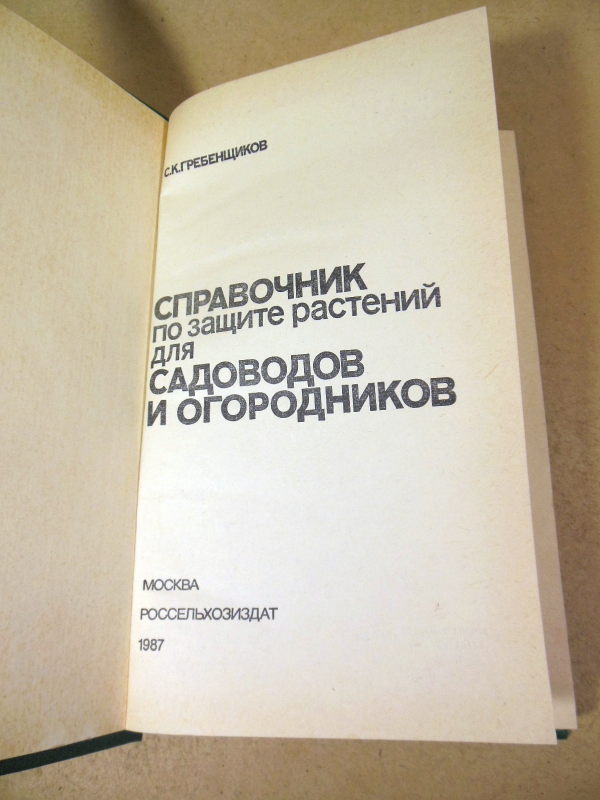 С.К.ГРЕБЕНЩИКОВ
СПРАВОЧНИК
по защите растений
для
САДОВОДОВ
И ОГОРОДНИКОВ
МОСКВА
РОССЕЛЬХОЗИЗДАТ
1987